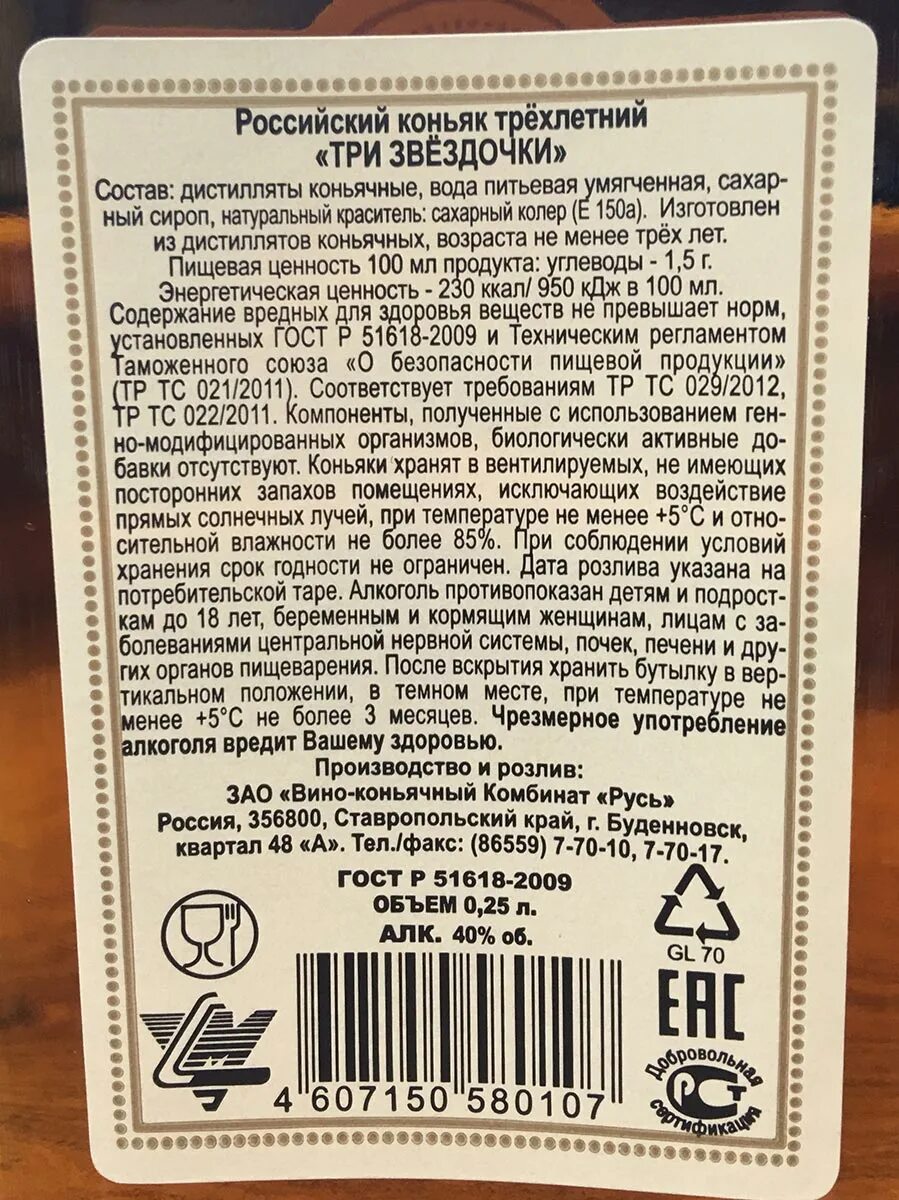 Российский коньяк трёхлетний
«ТРИ ЗВЁЗДОЧКИ»
Состав: дистилляты коньячные, вода питьевая умягченная, сахар-
ный сироп, натуральный краситель: сахарный колер (Е 150а). Изготовлен
из дистиллятов коньячных, возраста не менее трёх лет.
Пищевая ценность 100 мл продукта: углеводы - 1,5 г.
Энергетическая ценность - 230 ккал/ 950 кДж в 100 мл.
Содержание вредных для здоровья веществ не превышает норм,
установленных ГОСТ Р 51618-2009 и Техническим регламентом
Таможенного союза «О безопасности пищевой продукции»
(ТР ТС 021/2011). Соответствует требованиям ТР ТС 029/2012,
ТР ТС 022/2011. Компоненты, полученные с использованием ген-
но-модифицированных организмов, биологически активные до-
бавки отсутствуют. Коньяки хранят в вентилируемых, не имеющих
посторонних запахов помещениях, исключающих воздействие
прямых солнечных лучей, при температуре не менее +5°С и отно-
сительной влажности не более 85%. При соблюдении условий
хранения срок годности не ограничен. Дата розлива указана на
потребительской таре. Алкоголь противопоказан детям и подрост-
кам до 18 лет, беременным и кормящим женщинам, лицам с за-
болеваниями центральной нервной системы, почек, печени и дру-
гих органов пищеварения. После вскрытия хранить бутылку в вер-
тикальном положении, в темном месте, при температуре не
менее +5°С не более 3 месяцев. Чрезмерное употребление
алкоголя вредит Вашему здоровью.
Производство и розлив:
ЗАО «Вино-коньячный Комбинат «Русь»
Россия, 356800, Ставропольский край, г. Буденновск,
квартал 48 «А». Тел./факс: (86559) 7-70-10, 7-70-17.
ГОСТ Р 51618-2009
ОБЪЕМ 0,25 л.
АЛК. 40% об.
GL 70
EAC
Добровольная
РСТ
сертификация
4 607150 580107